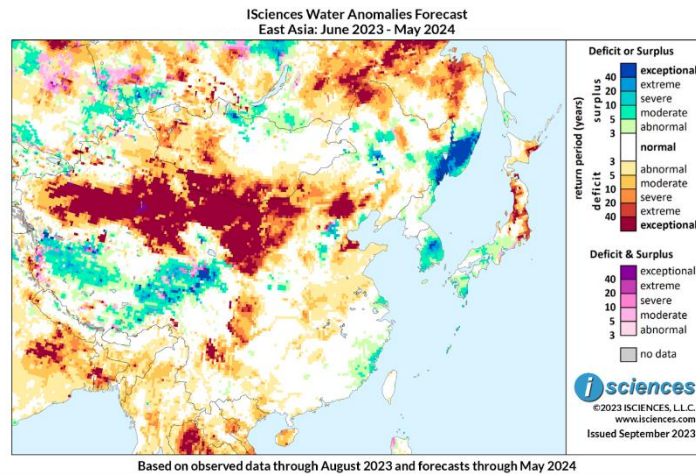 ISciences Water Anomalies Forecast
East Asia: June 2023 - May 2024
Deficit or Surplus
return period (years)
surplus
deficit
40
20
10
5
3
exceptional
extreme
severe
moderate
abnormal
normal
3
5
10
20
40
abnormal
moderate
severe
extreme
exceptional
Deficit & Surplus
40
20
10
5
3
exceptional
extreme
severe
moderate
abnormal
no data
i sciences
©2023 ISCIENCES, L.L.C.
www.isciences.com
Issued September 2023
Based on observed data through August 2023 and forecasts through May 2024